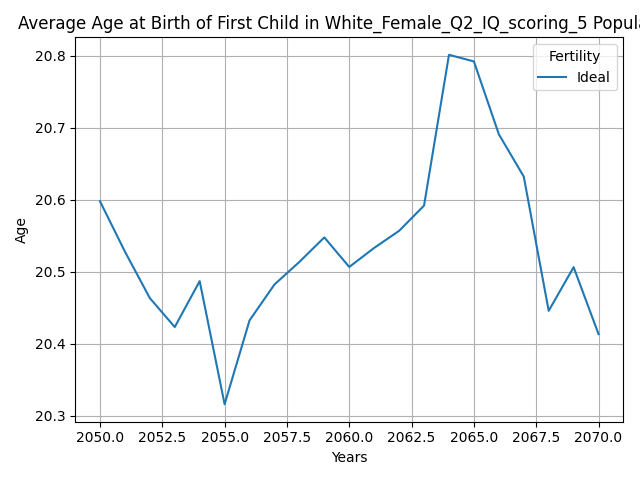 Average Age at Birth of First Child in White_Female_Q2_IQ_scoring_5 Popula
Fertility
Ideal
20.8
20.7
20.6
20.5
20.4
20.3
Age
2050.0 2052.5 2055.0 2057.5 2060.0 2062.5 2065.0 2067.5 2070.0
Years